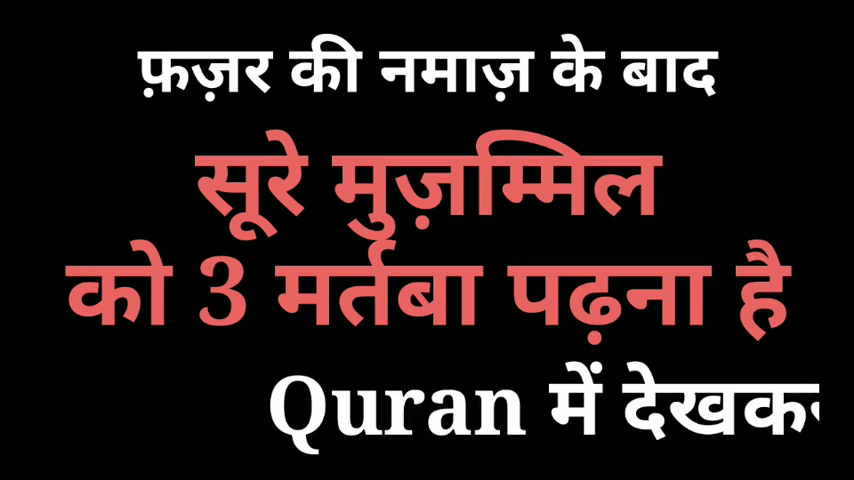 फ़ज़र की नमाज़ के बाद
सूरे मुज़म्मिल
को 3 मर्तबा पढ़ना है
Quran में